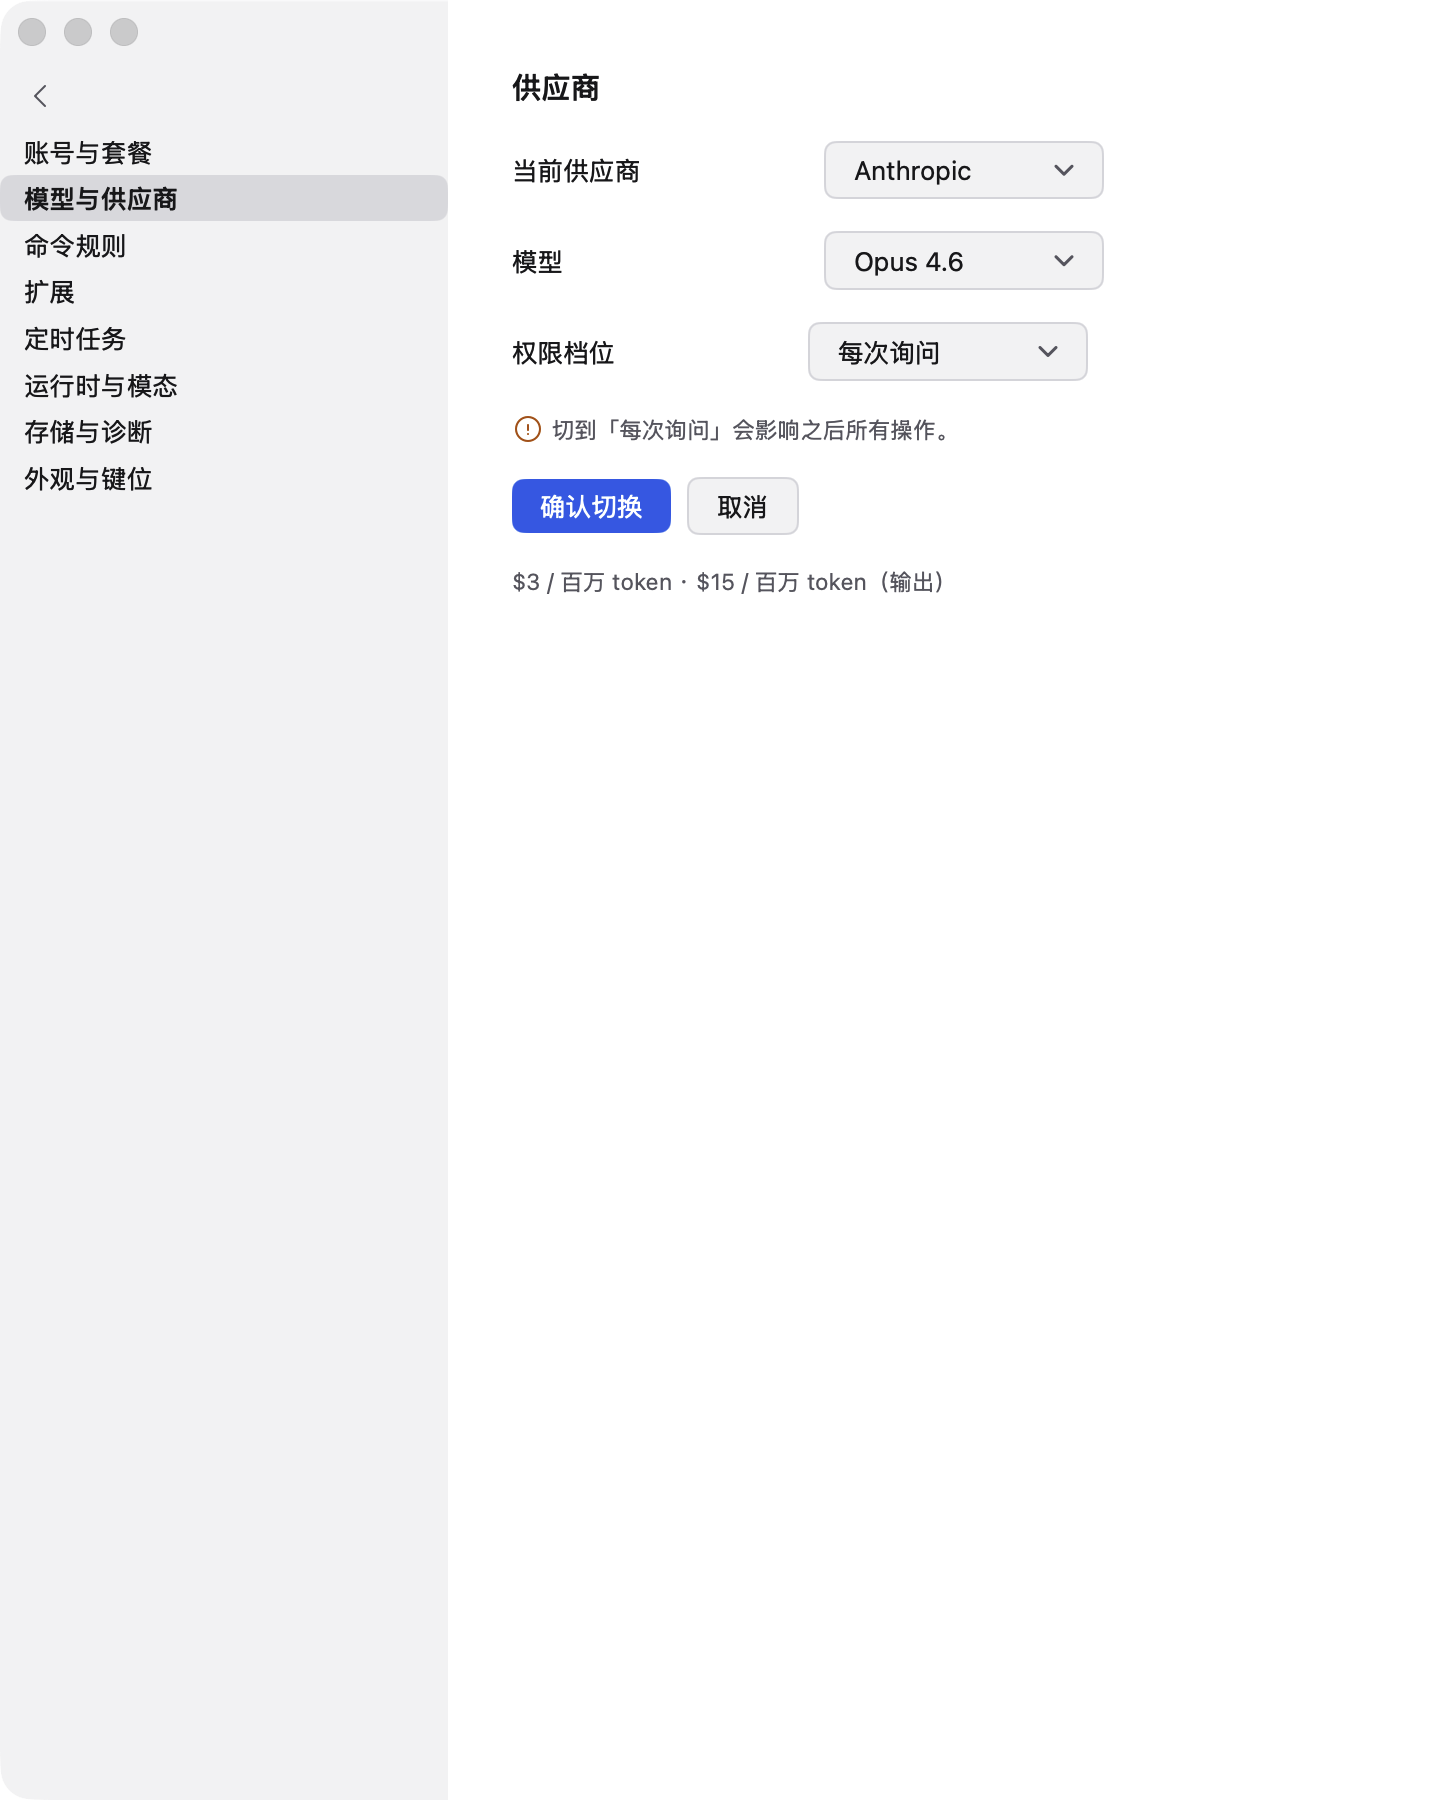 账号与套餐
模型与供应商
命令规则
扩展
定时任务
运行时与模态
存储与诊断
外观与键位
供应商
当前供应商 Anthropic
模型 Opus 4.6
权限档位 每次询问
切到「每次询问」会影响之后所有操作。
确认切换 取消
$3 / 百万 token · $15 / 百万 token（输出）